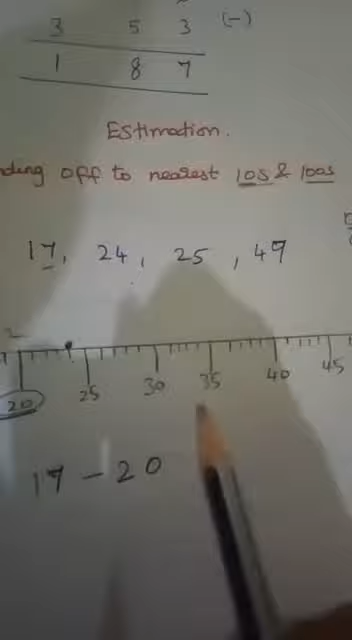 3 5 3 (-)
1 8 7
Estimation.
nding off to nearest 10s & 100s
17, 24, 25, 49
20 25 30 35 40 45
17 - 20